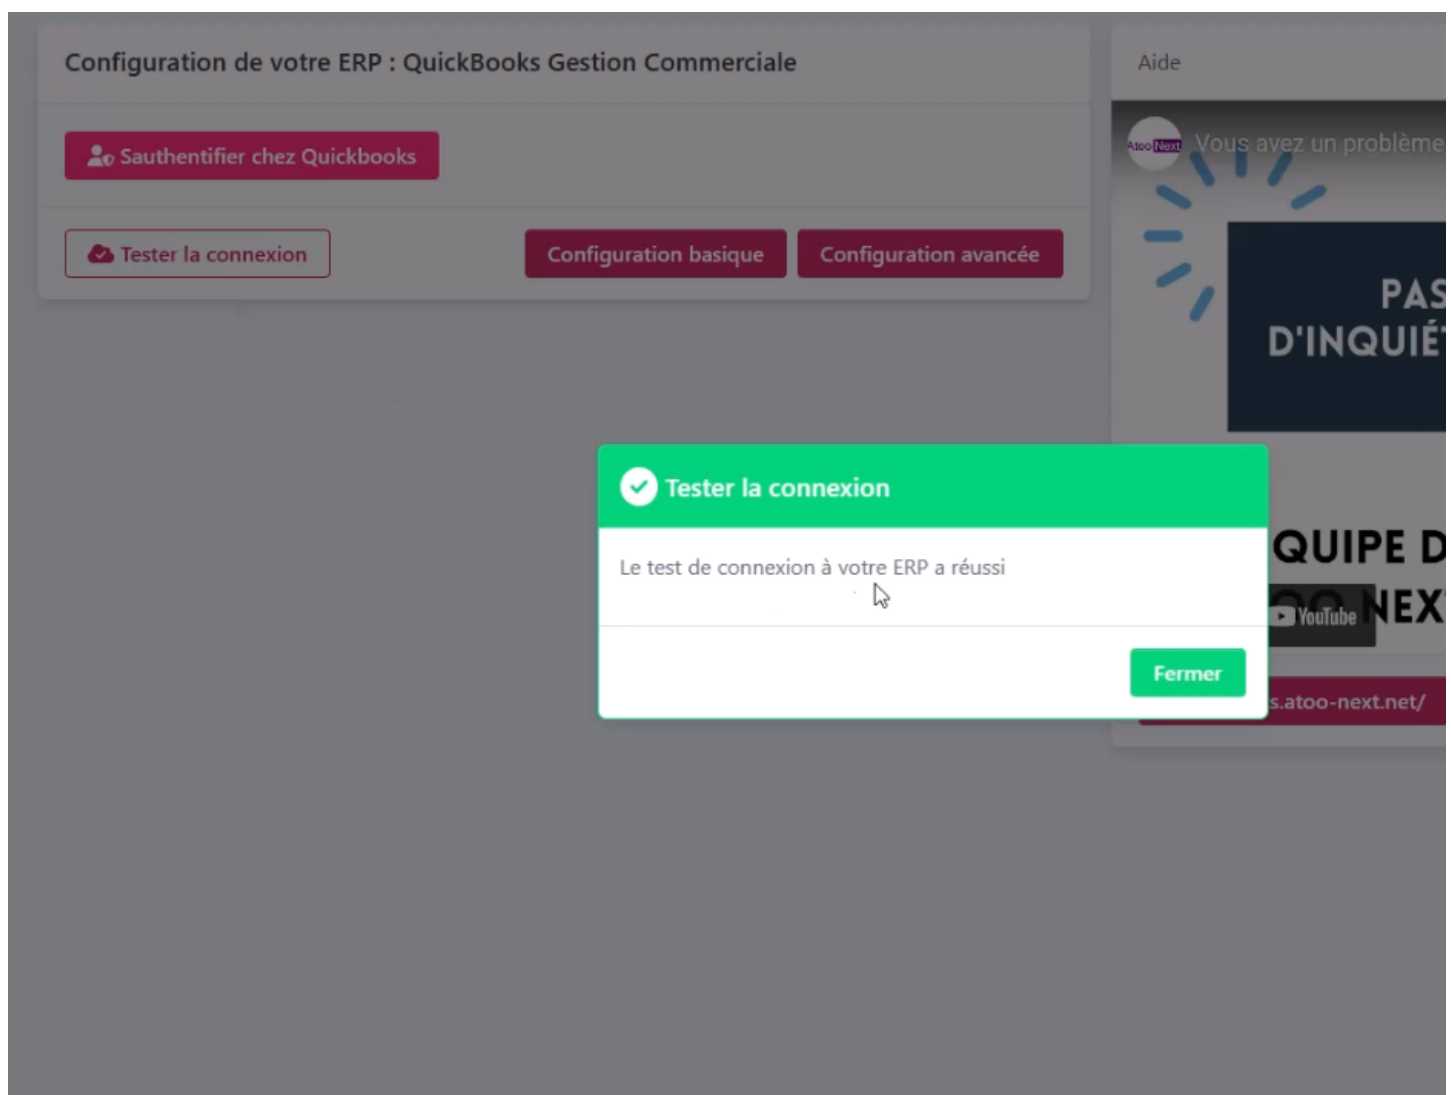 Configuration de votre ERP : QuickBooks Gestion Commerciale
Sauthentifier chez Quickbooks
Tester la connexion
Configuration basique
Configuration avancée
Aide
Atoo Next
Vous avez un problème
PAS
D'INQUIÉ
QUIPE D
NEX
YouTube
s.atoo-next.net/
Tester la connexion
Le test de connexion à votre ERP a réussi
Fermer